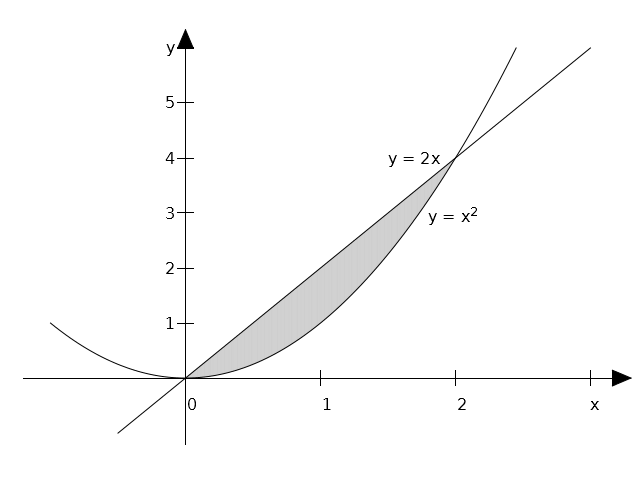 y
5
4
y = 2x
y = x²
3
2
1
0 1 2 x